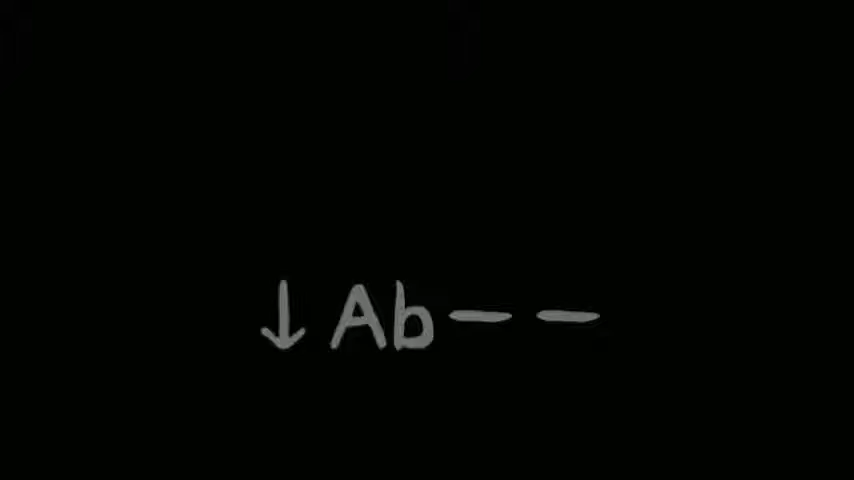 ↓ Ab – –